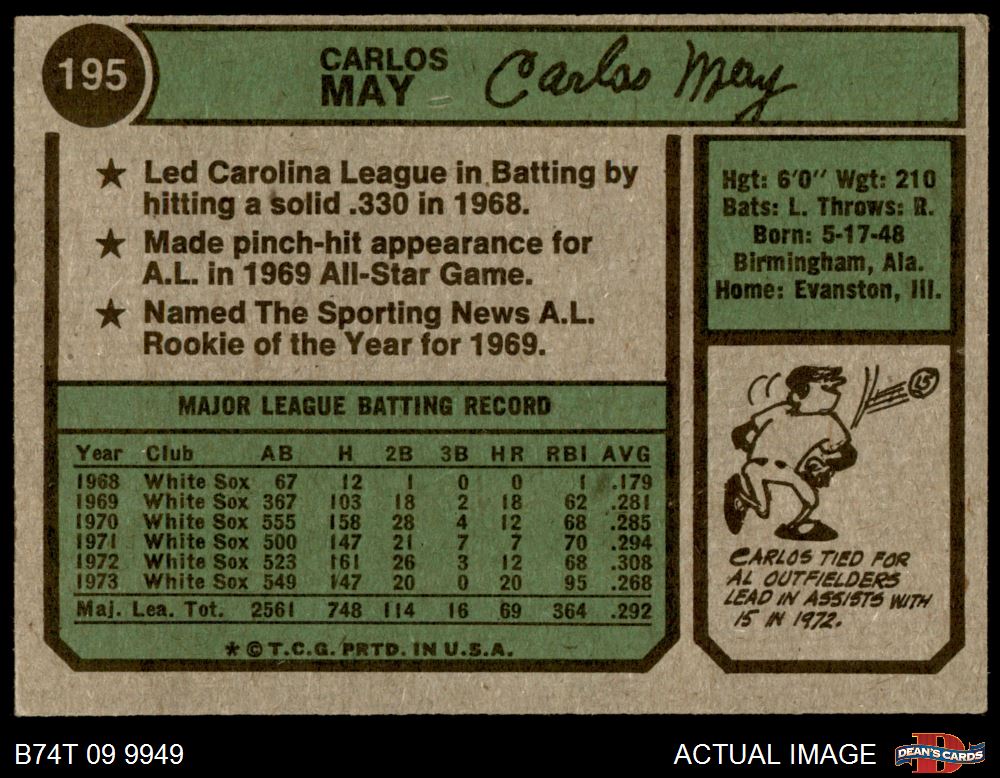 195
CARLOS
MAY
Carlos May
★ Led Carolina League in Batting by
hitting a solid .330 in 1968.
★ Made pinch-hit appearance for
A.L. in 1969 All-Star Game.
★ Named The Sporting News A.L.
Rookie of the Year for 1969.
Hgt: 6'0" Wgt: 210
Bats: L. Throws: R.
Born: 5-17-48
Birmingham, Ala.
Home: Evanston, Ill.
MAJOR LEAGUE BATTING RECORD
Year Club AB H 2B 3B HR RBI AVG
1968 White Sox 67 12 1 0 0 1 .179
1969 White Sox 367 103 18 2 18 62 .281
1970 White Sox 555 158 28 4 12 68 .285
1971 White Sox 500 147 21 7 7 70 .294
1972 White Sox 523 161 26 3 12 68 .308
1973 White Sox 549 147 20 0 20 95 .268
Maj. Lea. Tot. 2561 748 114 16 69 364 .292
* © T.C.G. PRTD. IN U.S.A.
15
CARLOS TIED FOR
AL OUTFIELDERS
LEAD IN ASSISTS WITH
15 IN 1972.
B74T 09 9949
ACTUAL IMAGE
DEAN'S CARDS